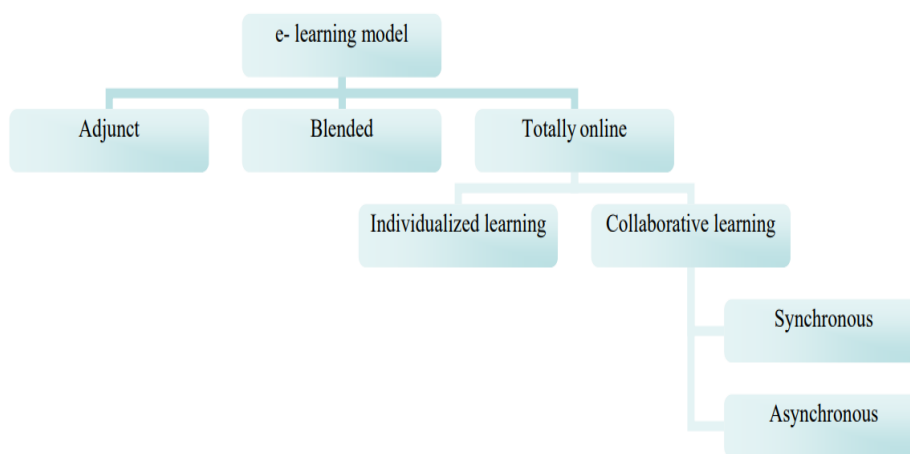 e- learning model
Adjunct
Blended
Totally online
Individualized learning
Collaborative learning
Synchronous
Asynchronous